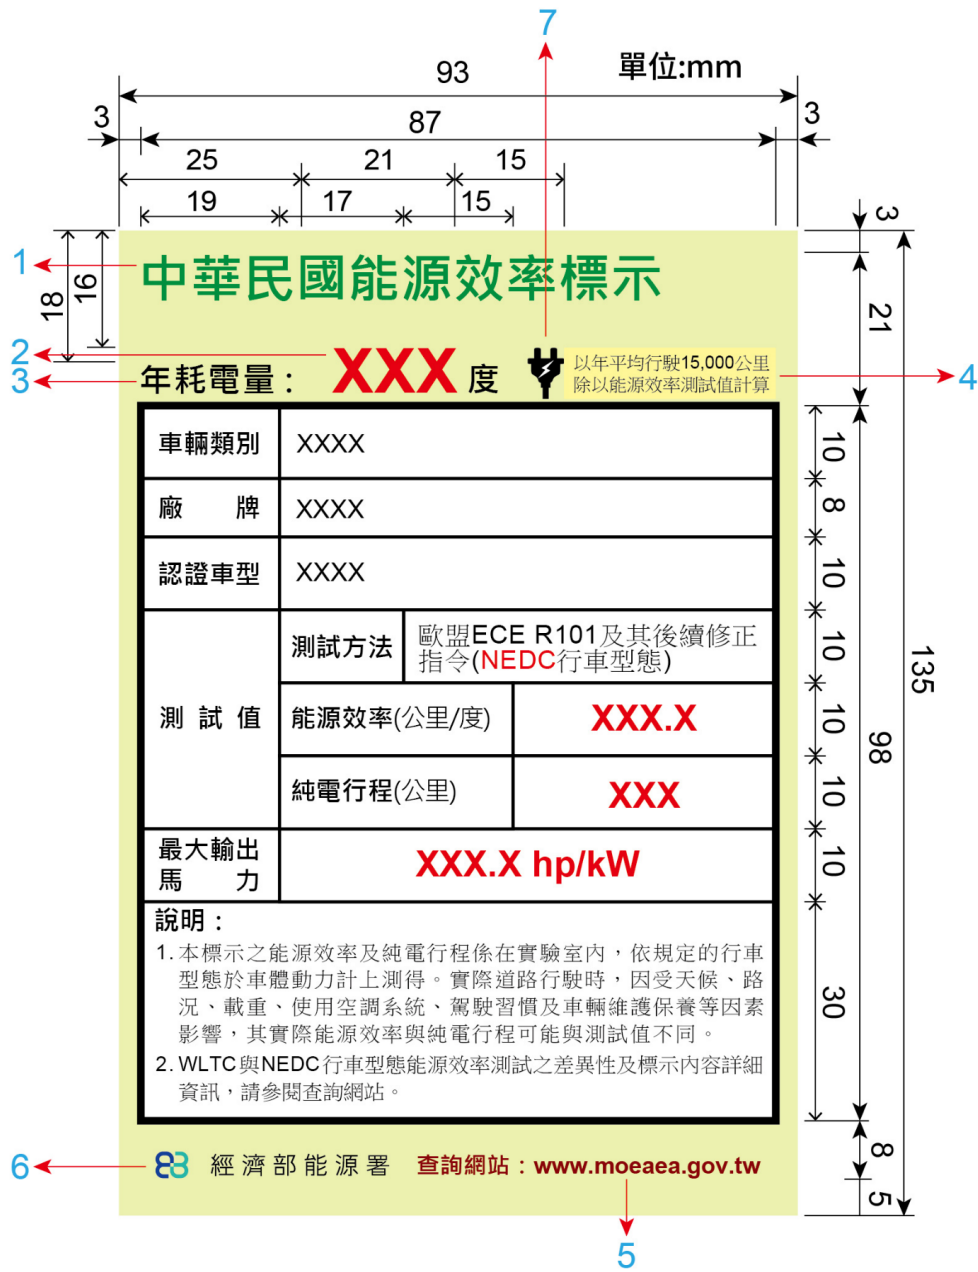 7
單位:mm
93
3
87
3
25
21
15
19
17
15
3
1
中華民國能源效率標示
18
16
21
2
3
年耗電量：
XXX 度
以年平均行駛15,000公里
除以能源效率測試值計算
4
車輛類別
XXXX
10
廠 牌
XXXX
8
認證車型
XXXX
10
測試值
測試方法
歐盟ECE R101及其後續修正
指令(NEDC行車型態)
10
135
能源效率(公里/度)
XXX.X
10
98
純電行程(公里)
XXX
10
最大輸出
馬 力
XXX.X hp/kW
10
說明：
1. 本標示之能源效率及純電行程係在實驗室內，依規定的行車
型態於車體動力計上測得。實際道路行駛時，因受天候、路
況、載重、使用空調系統、駕駛習慣及車輛維護保養等因素
影響，其實際能源效率與純電行程可能與測試值不同。
2. WLTC與NEDC行車型態能源效率測試之差異性及標示內容詳細
資訊，請參閱查詢網站。
30
6
經濟部能源署
查詢網站：www.moeaea.gov.tw
8
5
5